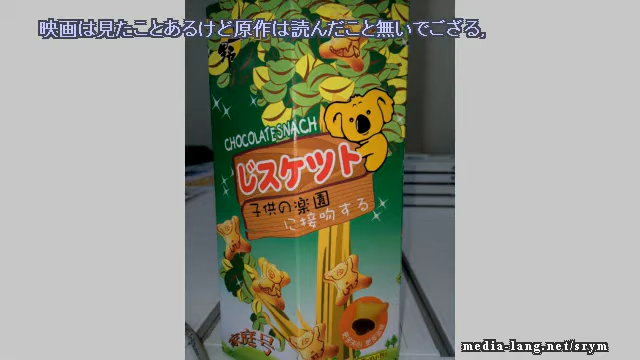 映画は見たことあるけど原作は読んだこと無いでござる,
野
CHOCOLATESNACH
じスケツト
子供の楽園
に接吻する
家庭号
media-lang.net/srym